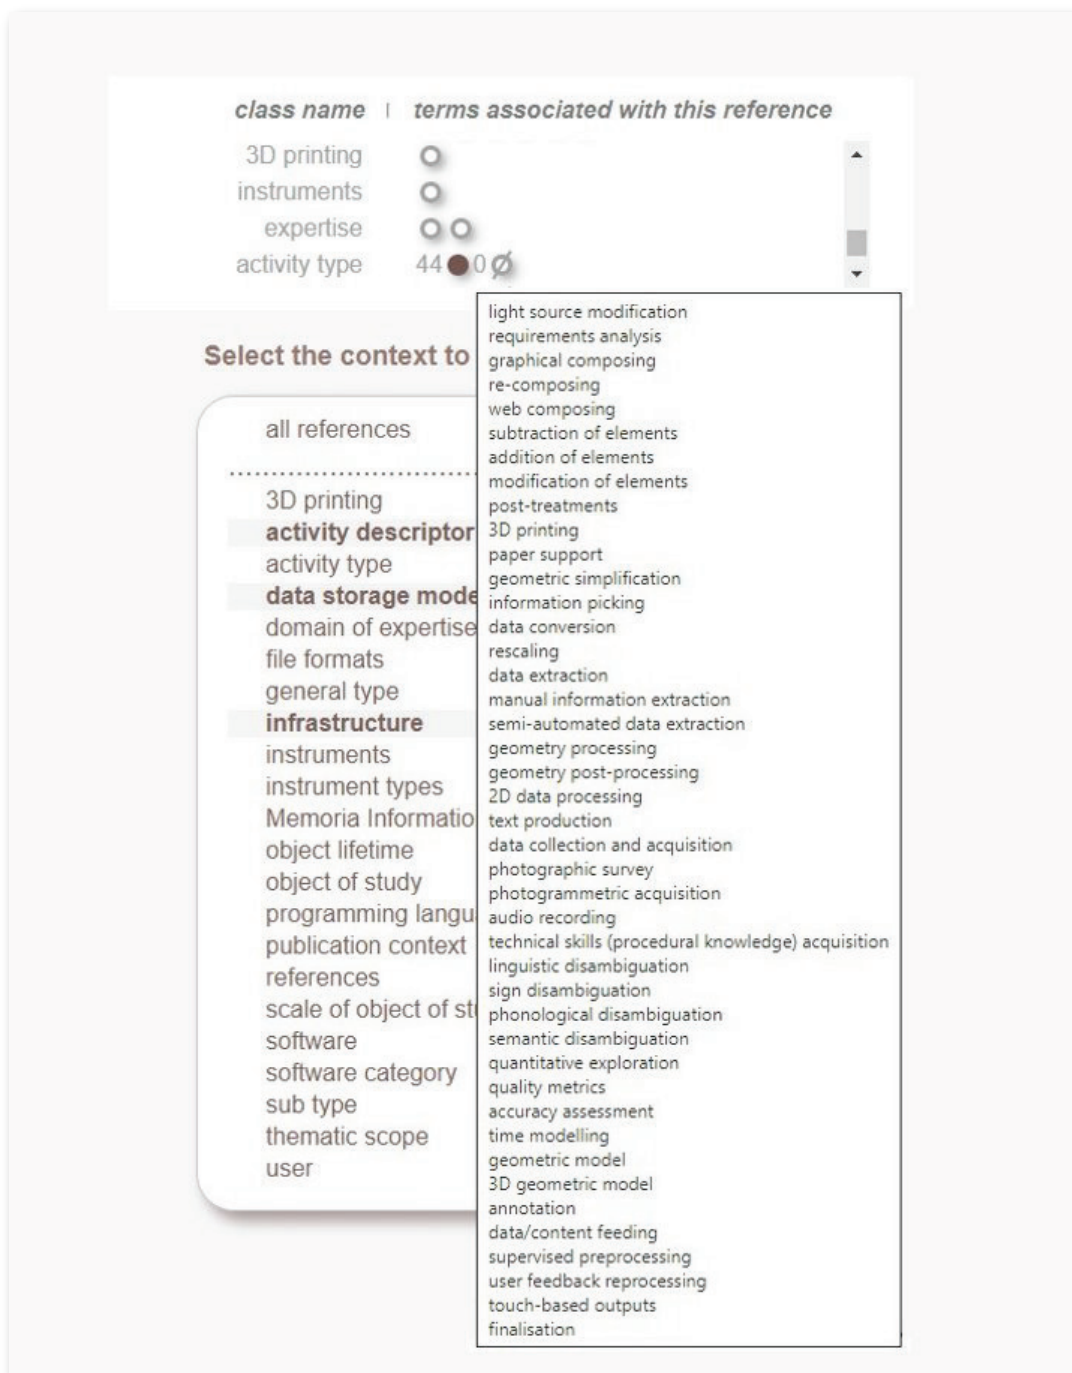 class name | terms associated with this reference
3D printing
instruments
expertise
activity type 44 0
Select the context to
all references
3D printing
activity descriptor
activity type
data storage mode
domain of expertise
file formats
general type
infrastructure
instruments
instrument types
Memoria Informatio
object lifetime
object of study
programming langu
publication context
references
scale of object of stu
software
software category
sub type
thematic scope
user
light source modification
requirements analysis
graphical composing
re-composing
web composing
subtraction of elements
addition of elements
modification of elements
post-treatments
3D printing
paper support
geometric simplification
information picking
data conversion
rescaling
data extraction
manual information extraction
semi-automated data extraction
geometry processing
geometry post-processing
2D data processing
text production
data collection and acquisition
photographic survey
photogrammetric acquisition
audio recording
technical skills (procedural knowledge) acquisition
linguistic disambiguation
sign disambiguation
phonological disambiguation
semantic disambiguation
quantitative exploration
quality metrics
accuracy assessment
time modelling
geometric model
3D geometric model
annotation
data/content feeding
supervised preprocessing
user feedback reprocessing
touch-based outputs
finalisation